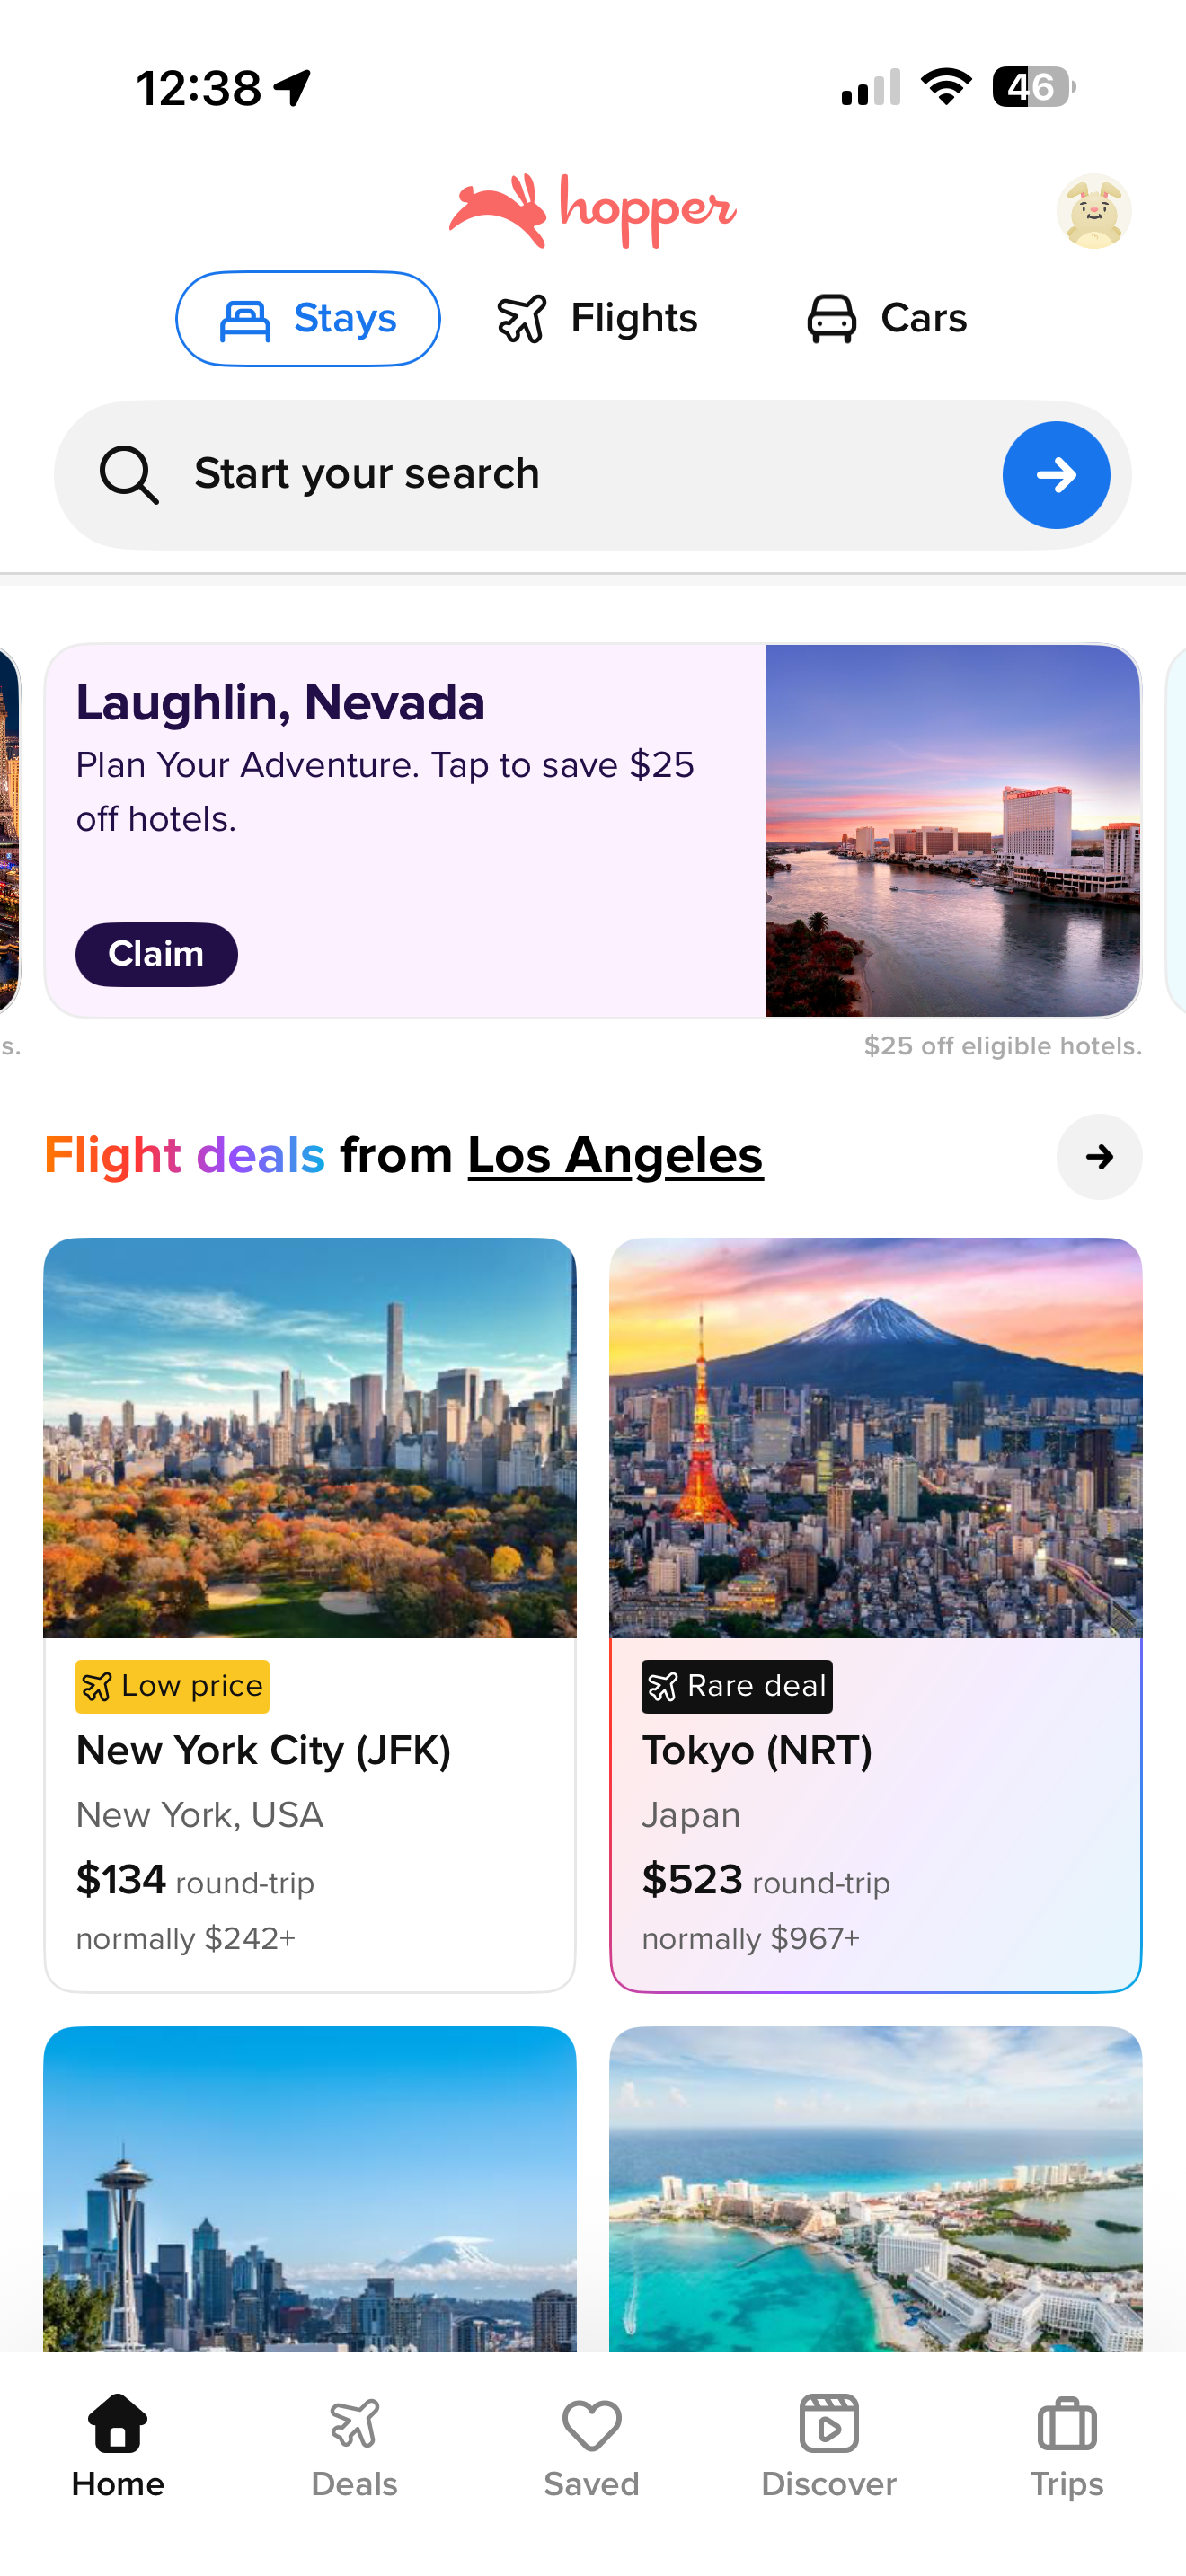 12:38
46
hopper
Stays
Flights
Cars
Start your search
Laughlin, Nevada
Plan Your Adventure. Tap to save $25
off hotels.
Claim
s.
$25 off eligible hotels.
Flight deals from Los Angeles
Low price
New York City (JFK)
New York, USA
$134 round-trip
normally $242+
Rare deal
Tokyo (NRT)
Japan
$523 round-trip
normally $967+
Home
Deals
Saved
Discover
Trips